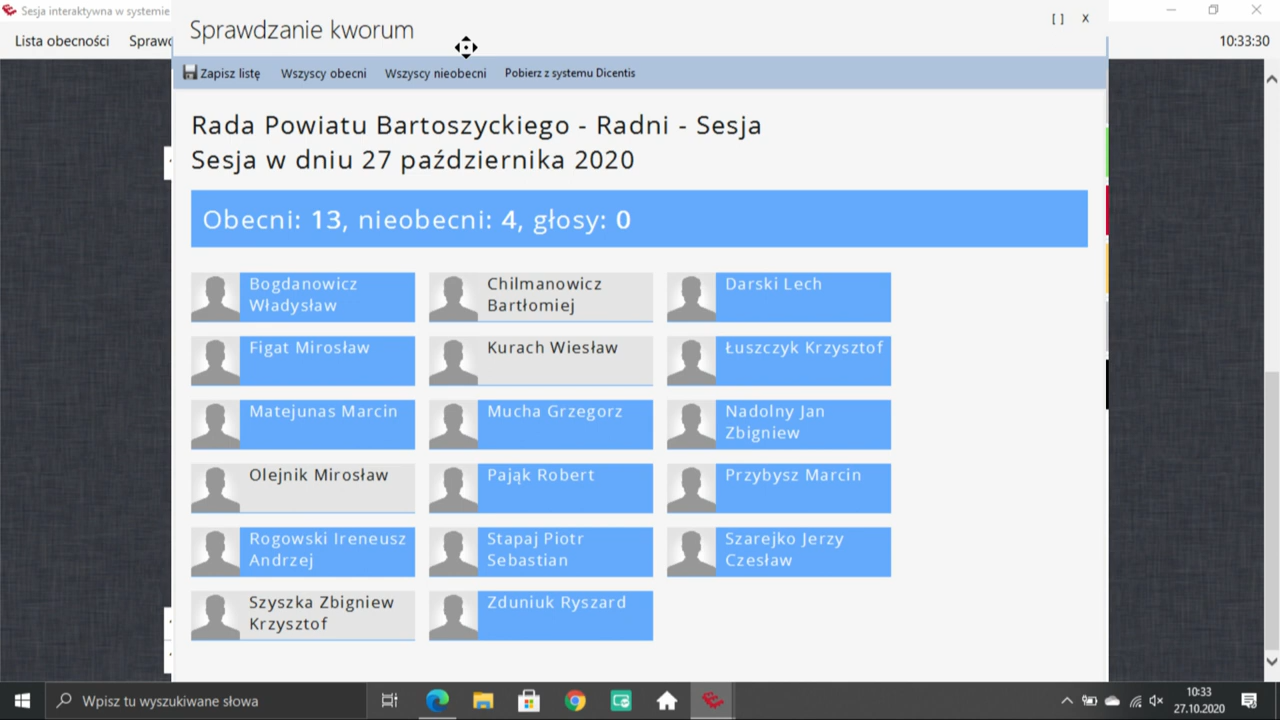 Sesja interaktywna w systemie
Sprawdzanie kworum
[ ] X
Lista obecności
10:33:30
Zapisz listę Wszyscy obecni Wszyscy nieobecni Pobierz z systemu Dicentis
Rada Powiatu Bartoszyckiego - Radni - Sesja
Sesja w dniu 27 października 2020
Obecni: 13, nieobecni: 4, głosy: 0
Bogdanowicz
Władysław
Chilmanowicz
Bartłomiej
Darski Lech
Figat Mirosław
Kurach Wiesław
Łuszczyk Krzysztof
Matejunas Marcin
Mucha Grzegorz
Nadolny Jan
Zbigniew
Olejnik Mirosław
Pająk Robert
Przybysz Marcin
Rogowski Ireneusz
Andrzej
Stapaj Piotr
Sebastian
Szarejko Jerzy
Czesław
Szyszka Zbigniew
Krzysztof
Zduniuk Ryszard
Wpisz tu wyszukiwane słowa
10:33
27.10.2020